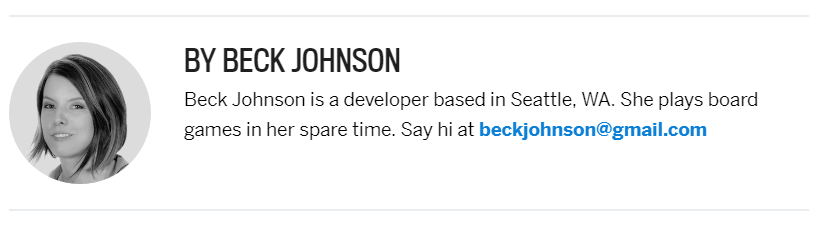 BY BECK JOHNSON
Beck Johnson is a developer based in Seattle, WA. She plays board
games in her spare time. Say hi at beckjohnson@gmail.com